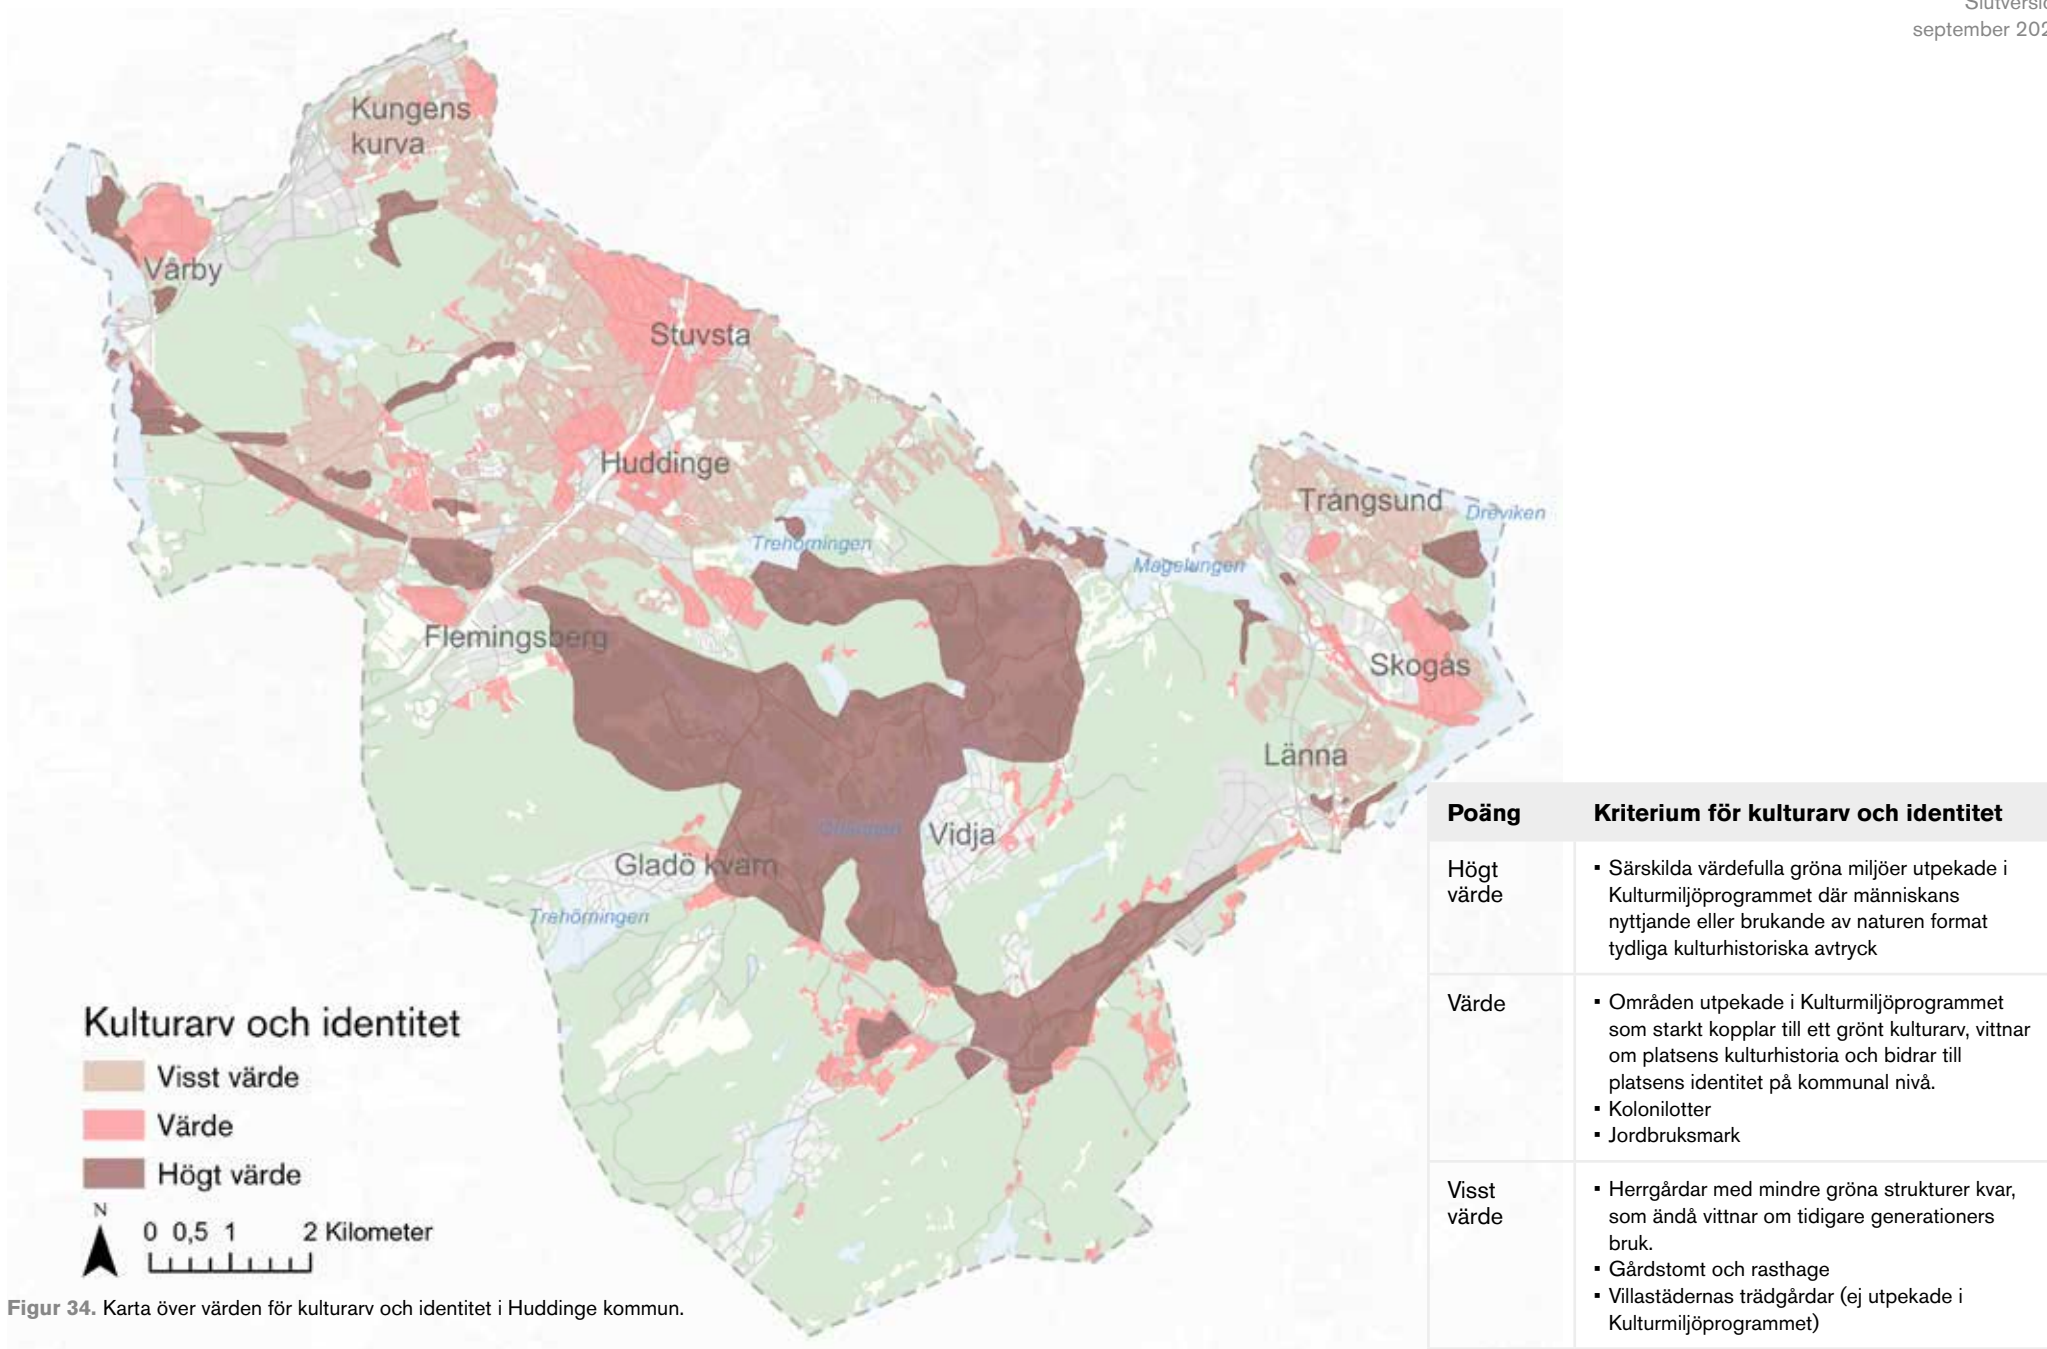 september 202
Kungens
kurva
Vårby
Stuvsta
Huddinge
Trångsund
Dreviken
Trehörningen
Magelungen
Flemingsberg
Skogås
Länna
Vidja
Gladö kvarn
Trehörningen
Kulturarv och identitet
Visst värde
Värde
Högt värde
N
0 0,5 1 2 Kilometer
Figur 34. Karta över värden för kulturarv och identitet i Huddinge kommun.
Poäng Kriterium för kulturarv och identitet
Högt
värde
▪ Särskilda värdefulla gröna miljöer utpekade i
Kulturmiljöprogrammet där människans
nyttjande eller brukande av naturen format
tydliga kulturhistoriska avtryck
Värde
▪ Områden utpekade i Kulturmiljöprogrammet
som starkt kopplar till ett grönt kulturarv, vittnar
om platsens kulturhistoria och bidrar till
platsens identitet på kommunal nivå.
▪ Kolonilotter
▪ Jordbruksmark
Visst
värde
▪ Herrgårdar med mindre gröna strukturer kvar,
som ändå vittnar om tidigare generationers
bruk.
▪ Gårdstomt och rasthage
▪ Villastädernas trädgårdar (ej utpekade i
Kulturmiljöprogrammet)